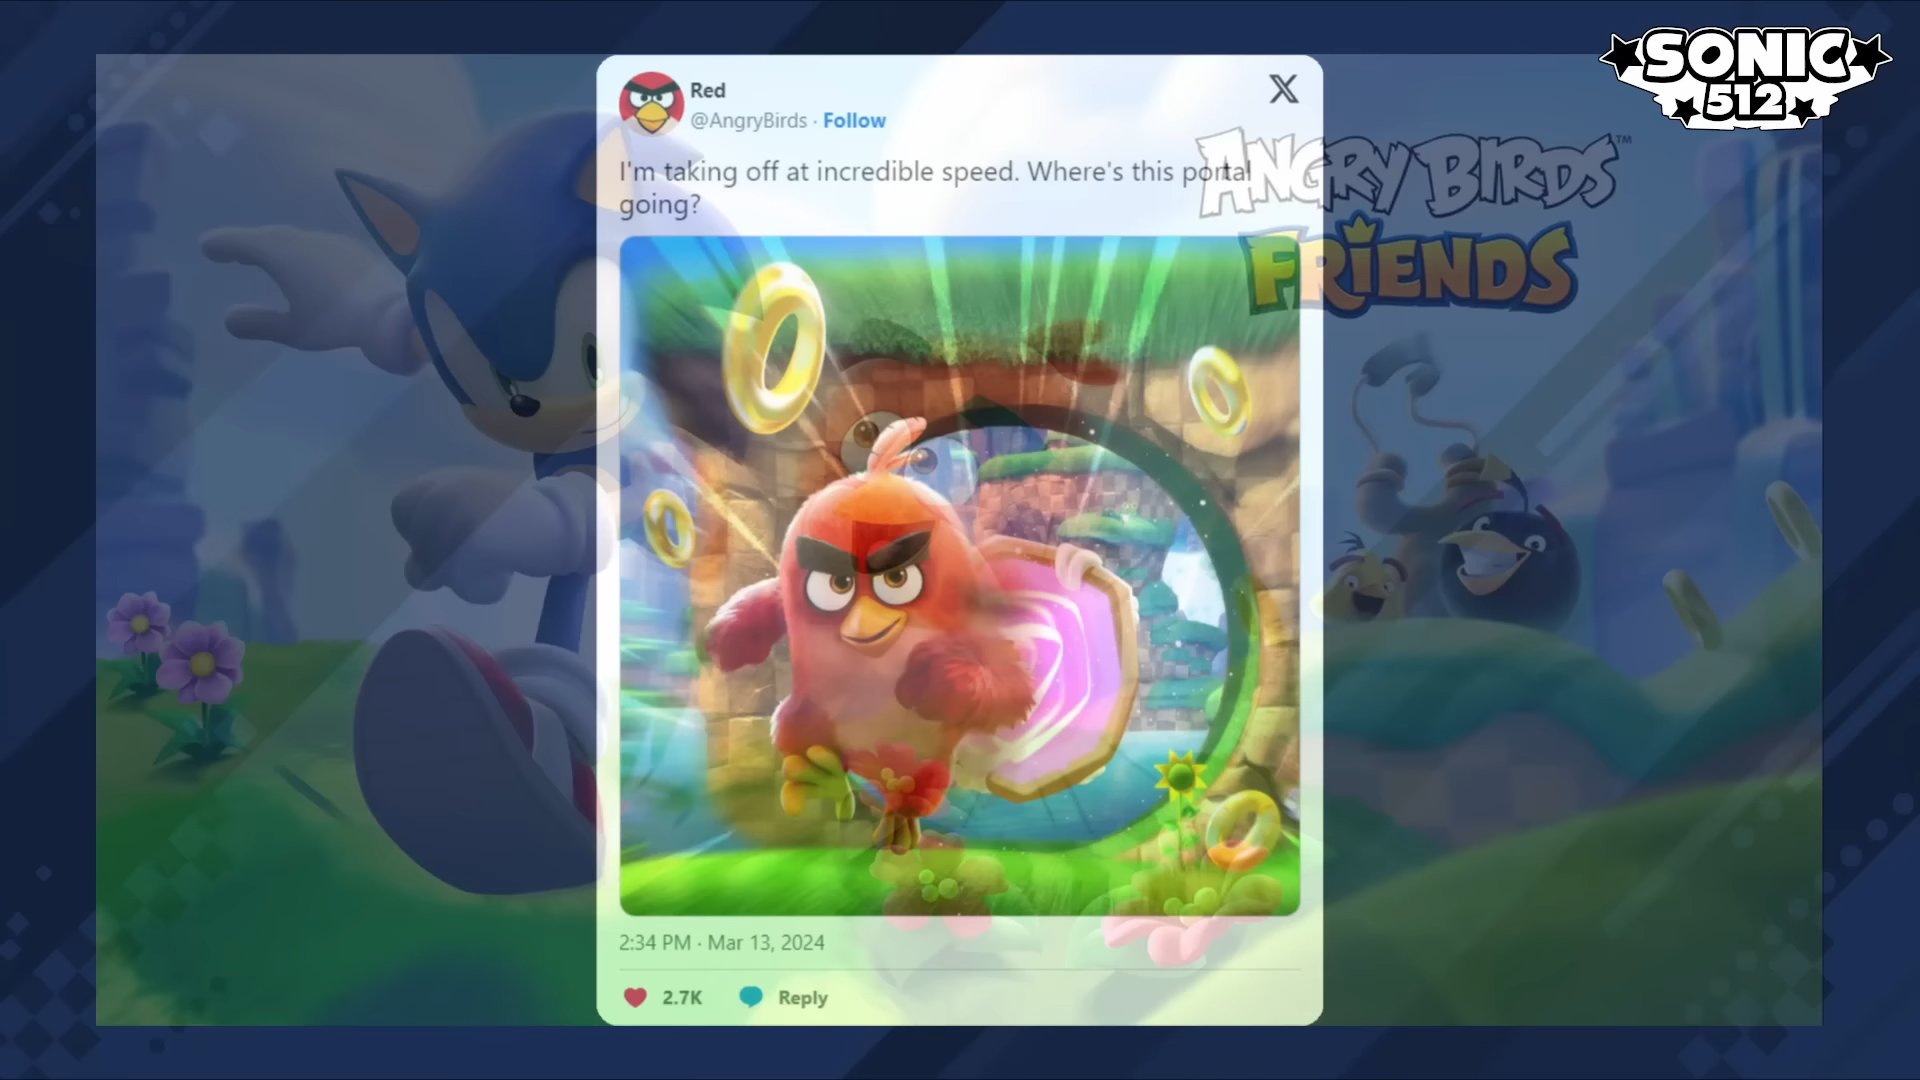 SONIC
512
Red
@AngryBirds · Follow
I'm taking off at incredible speed. Where's this portal
going?
ANGRY BIRDS™
FRIENDS
2:34 PM · Mar 13, 2024
2.7K Reply